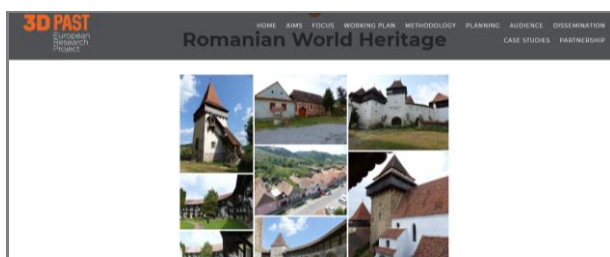 3D PAST
European
Research
Project
HOME AIMS FOCUS WORKING PLAN METHODOLOGY PLANNING AUDIENCE DISSEMINATION
CASE STUDIES PARTNERSHIP
Romanian World Heritage